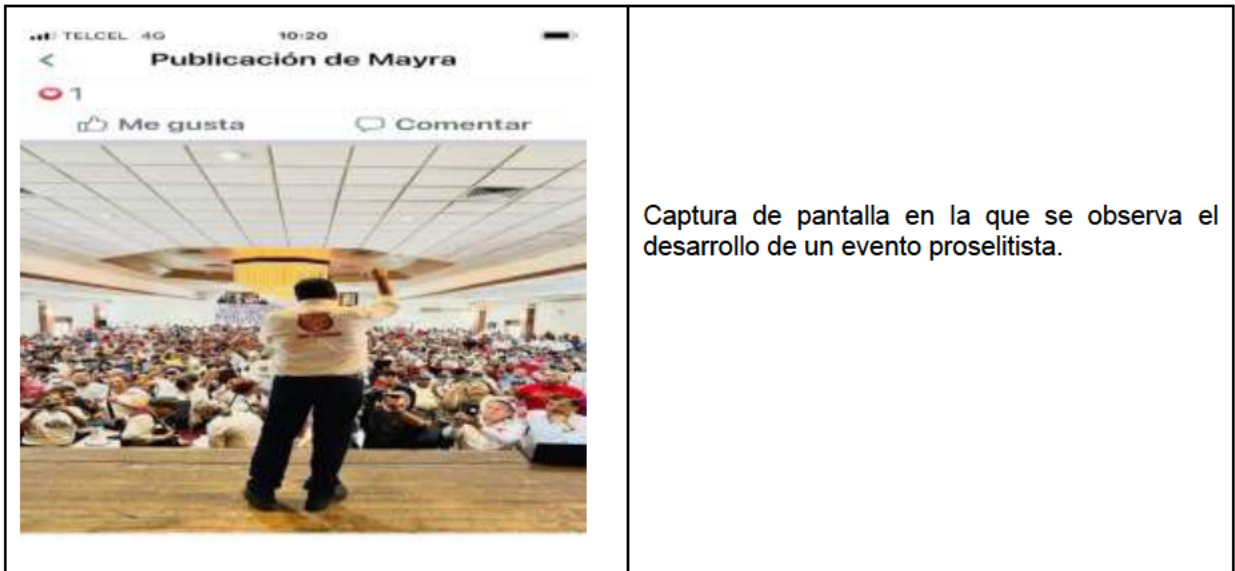 TELCEL 4G 10:20
< Publicación de Mayra
1
Me gusta Comentar
Captura de pantalla en la que se observa el
desarrollo de un evento proselitista.